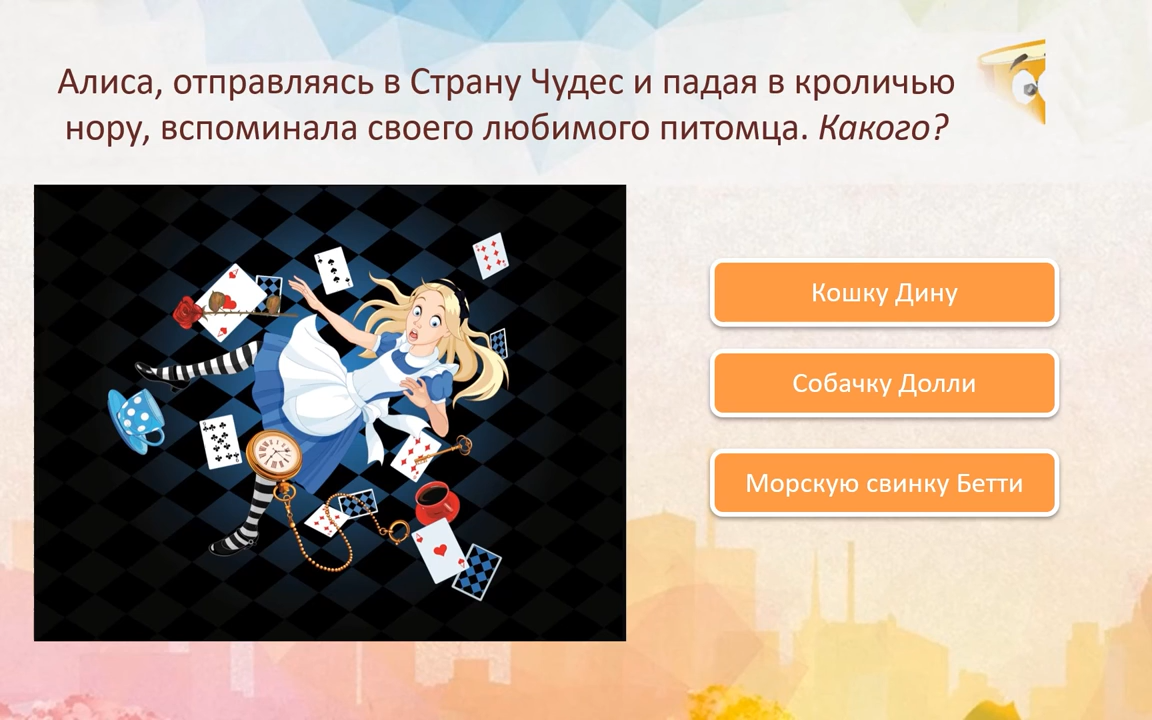 Алиса, отправляясь в Страну Чудес и падая в кроличью
нору, вспоминала своего любимого питомца. Какого?
Кошку Дину
Собачку Долли
Морскую свинку Бетти